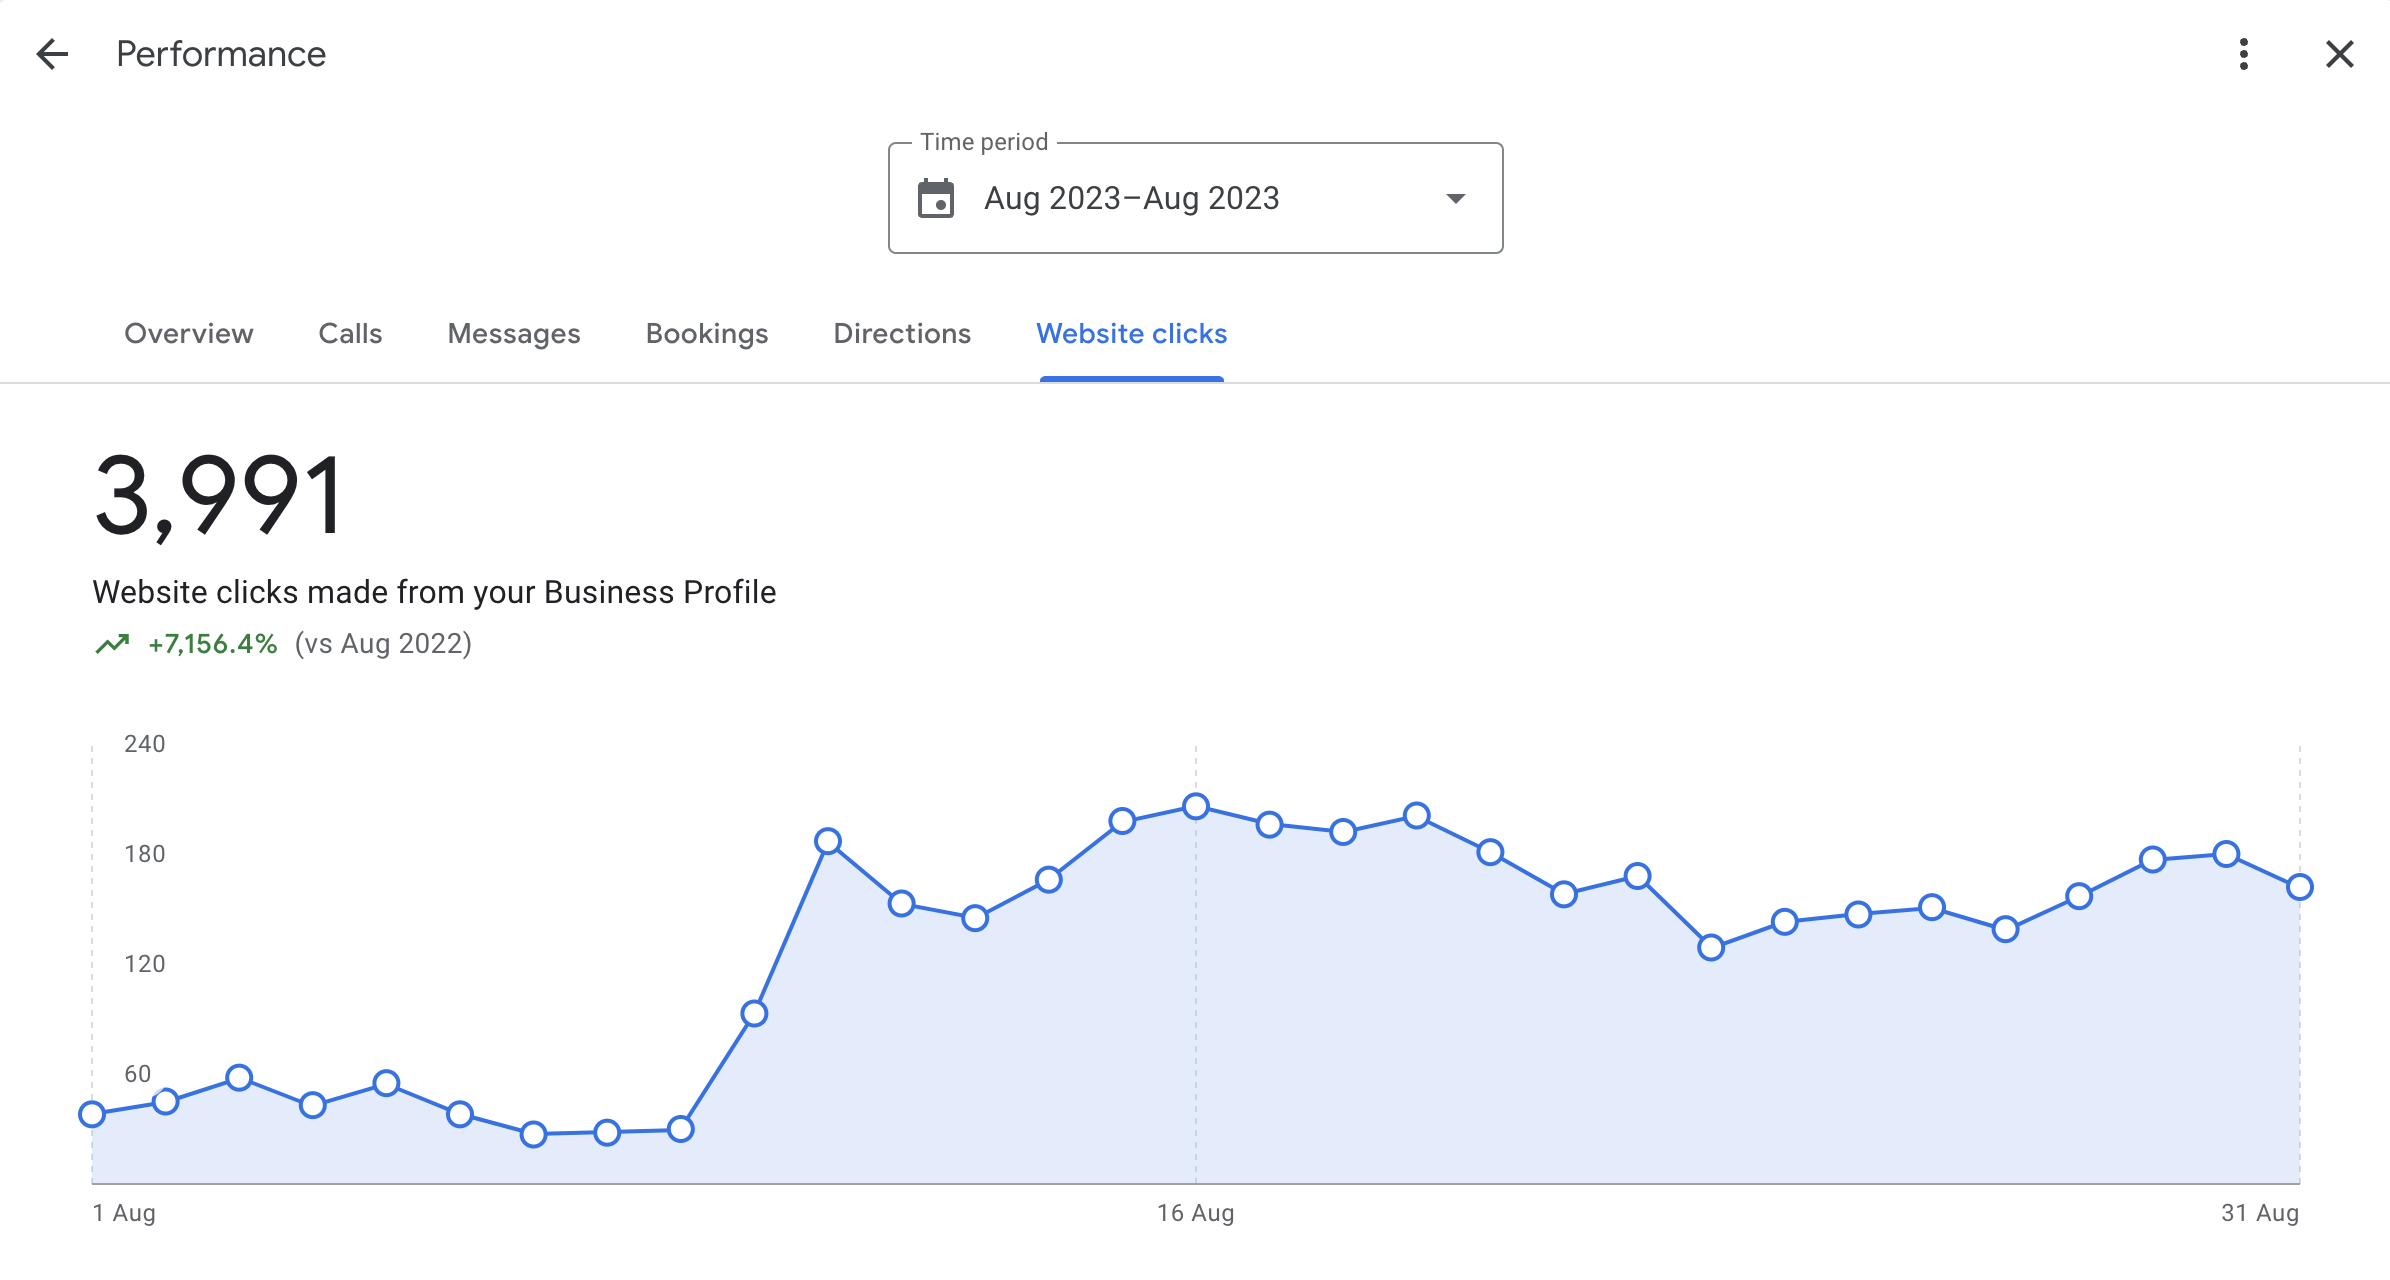 Performance
Time period
Aug 2023–Aug 2023
Overview Calls Messages Bookings Directions Website clicks
3,991
Website clicks made from your Business Profile
+7,156.4% (vs Aug 2022)
240
180
120
60
1 Aug 16 Aug 31 Aug